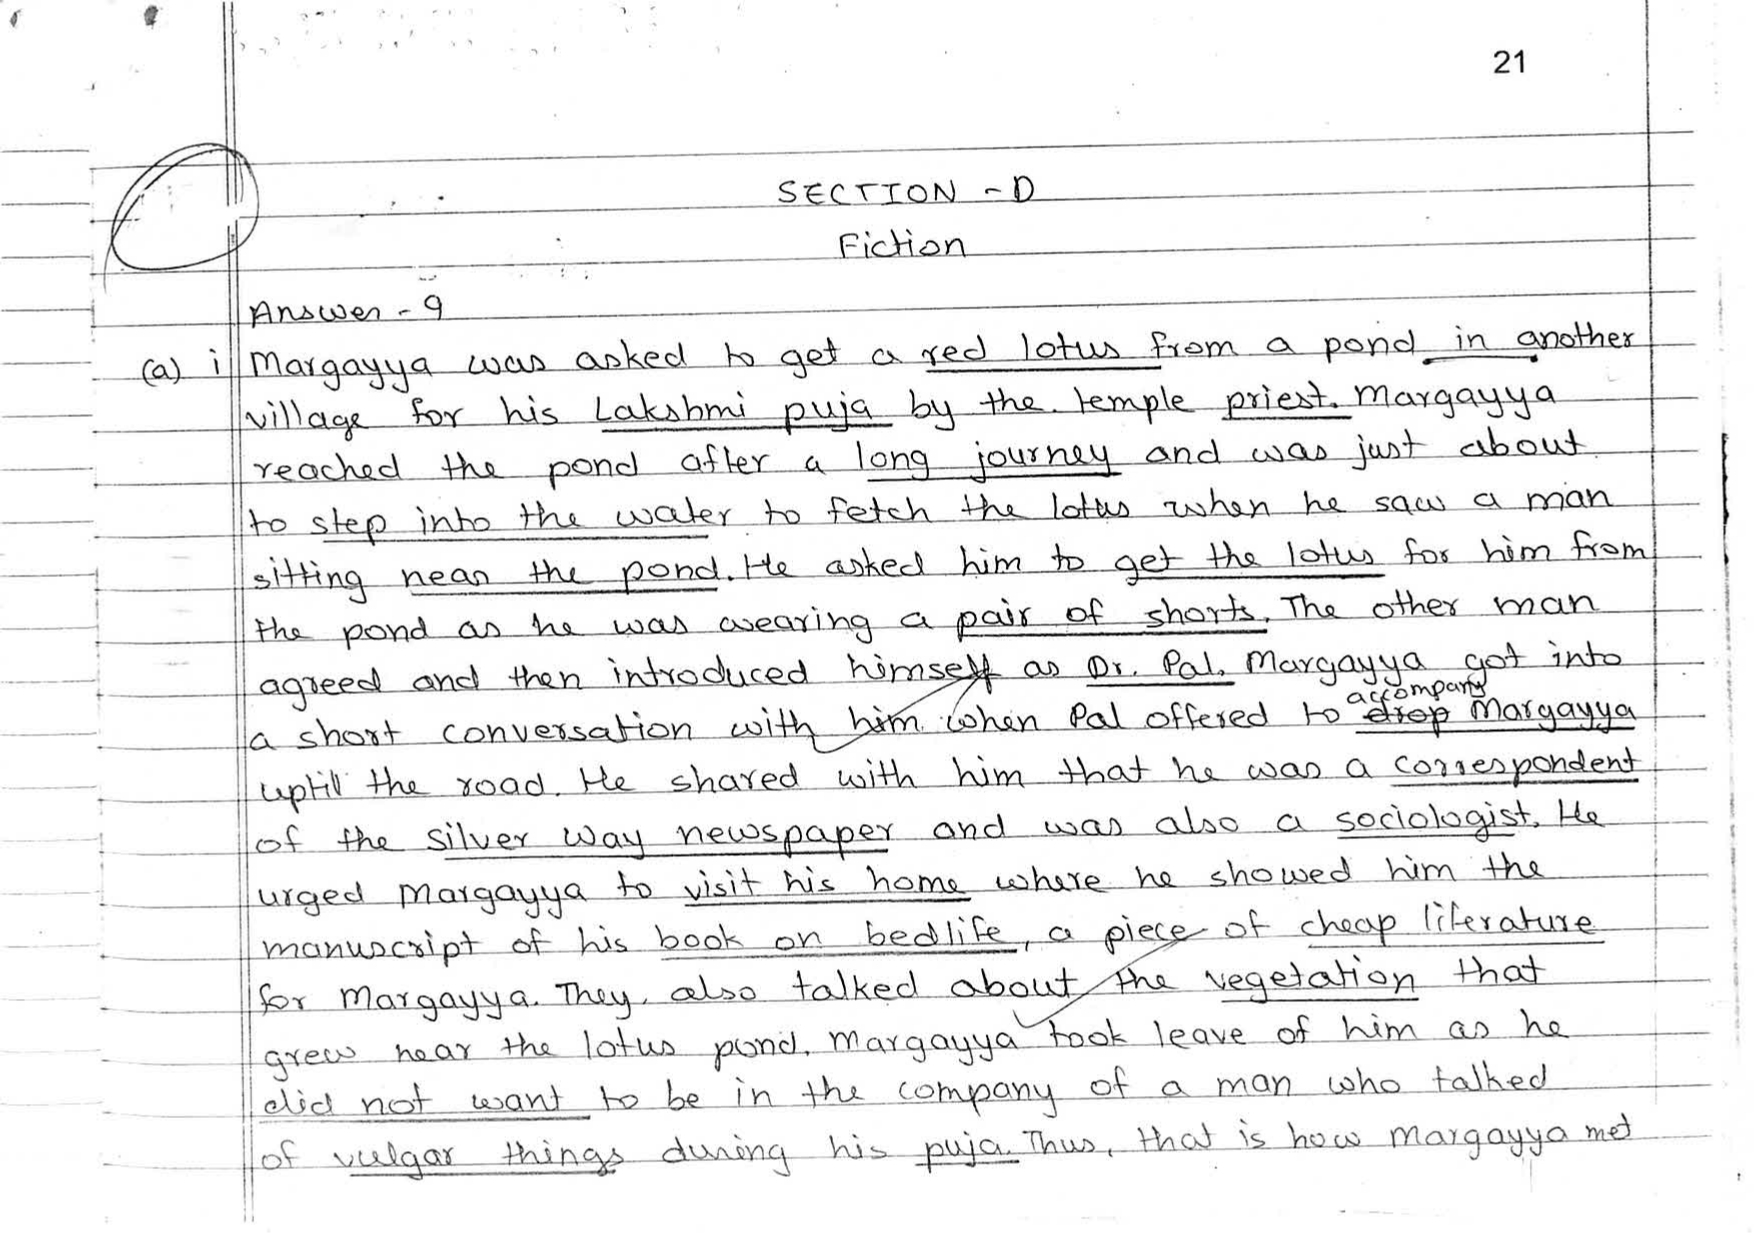 21
SECTION - D
Fiction
Answer - 9
(a) i Margayya was asked to get a red lotus from a pond in another
village for his Lakshmi puja by the temple priest. Margayya
reached the pond after a long journey and was just about
to step into the water to fetch the lotus when he saw a man
sitting near the pond. He asked him to get the lotus for him from
the pond as he was wearing a pair of shorts. The other man
agreed and then introduced himself as Dr. Pal. Margayya got into
accompany
a short conversation with him when Pal offered to drop Margayya
uptil the road. He shared with him that he was a correspondent
of the silver way newspaper and was also a sociologist. He
urged Margayya to visit his home where he showed him the
manuscript of his book on bedlife, a piece of cheap literature
for Margayya. They also talked about the vegetation that
grew near the lotus pond. Margayya took leave of him as he
did not want to be in the company of a man who talked
of vulgar things during his puja. Thus, that is how Margayya met